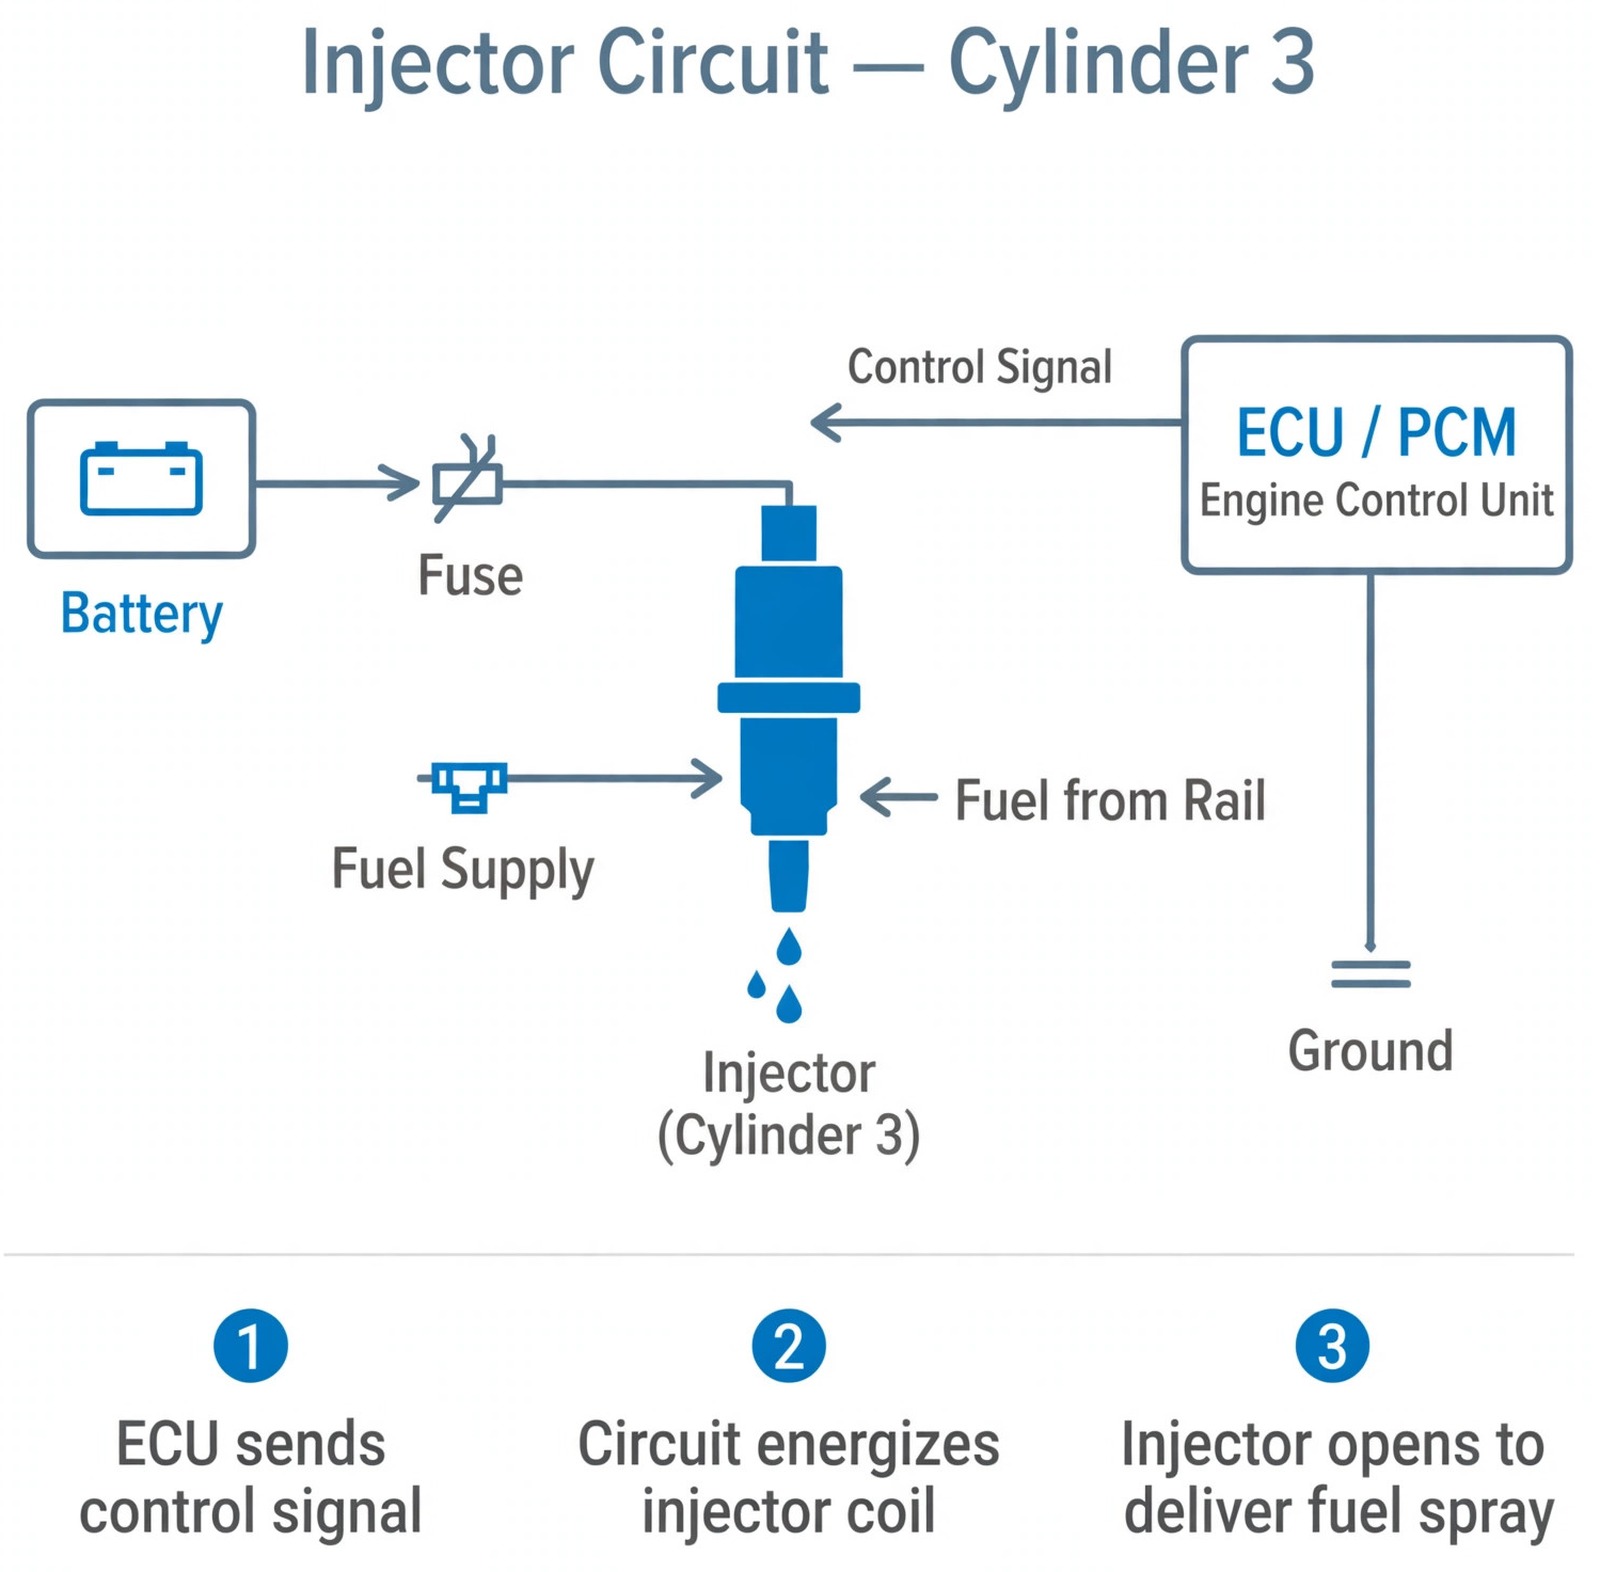 Injector Circuit — Cylinder 3
Control Signal
ECU / PCM
Engine Control Unit
Fuse
Battery
Fuel from Rail
Fuel Supply
Ground
Injector
(Cylinder 3)
1
ECU sends
control signal
2
Circuit energizes
injector coil
3
Injector opens to
deliver fuel spray